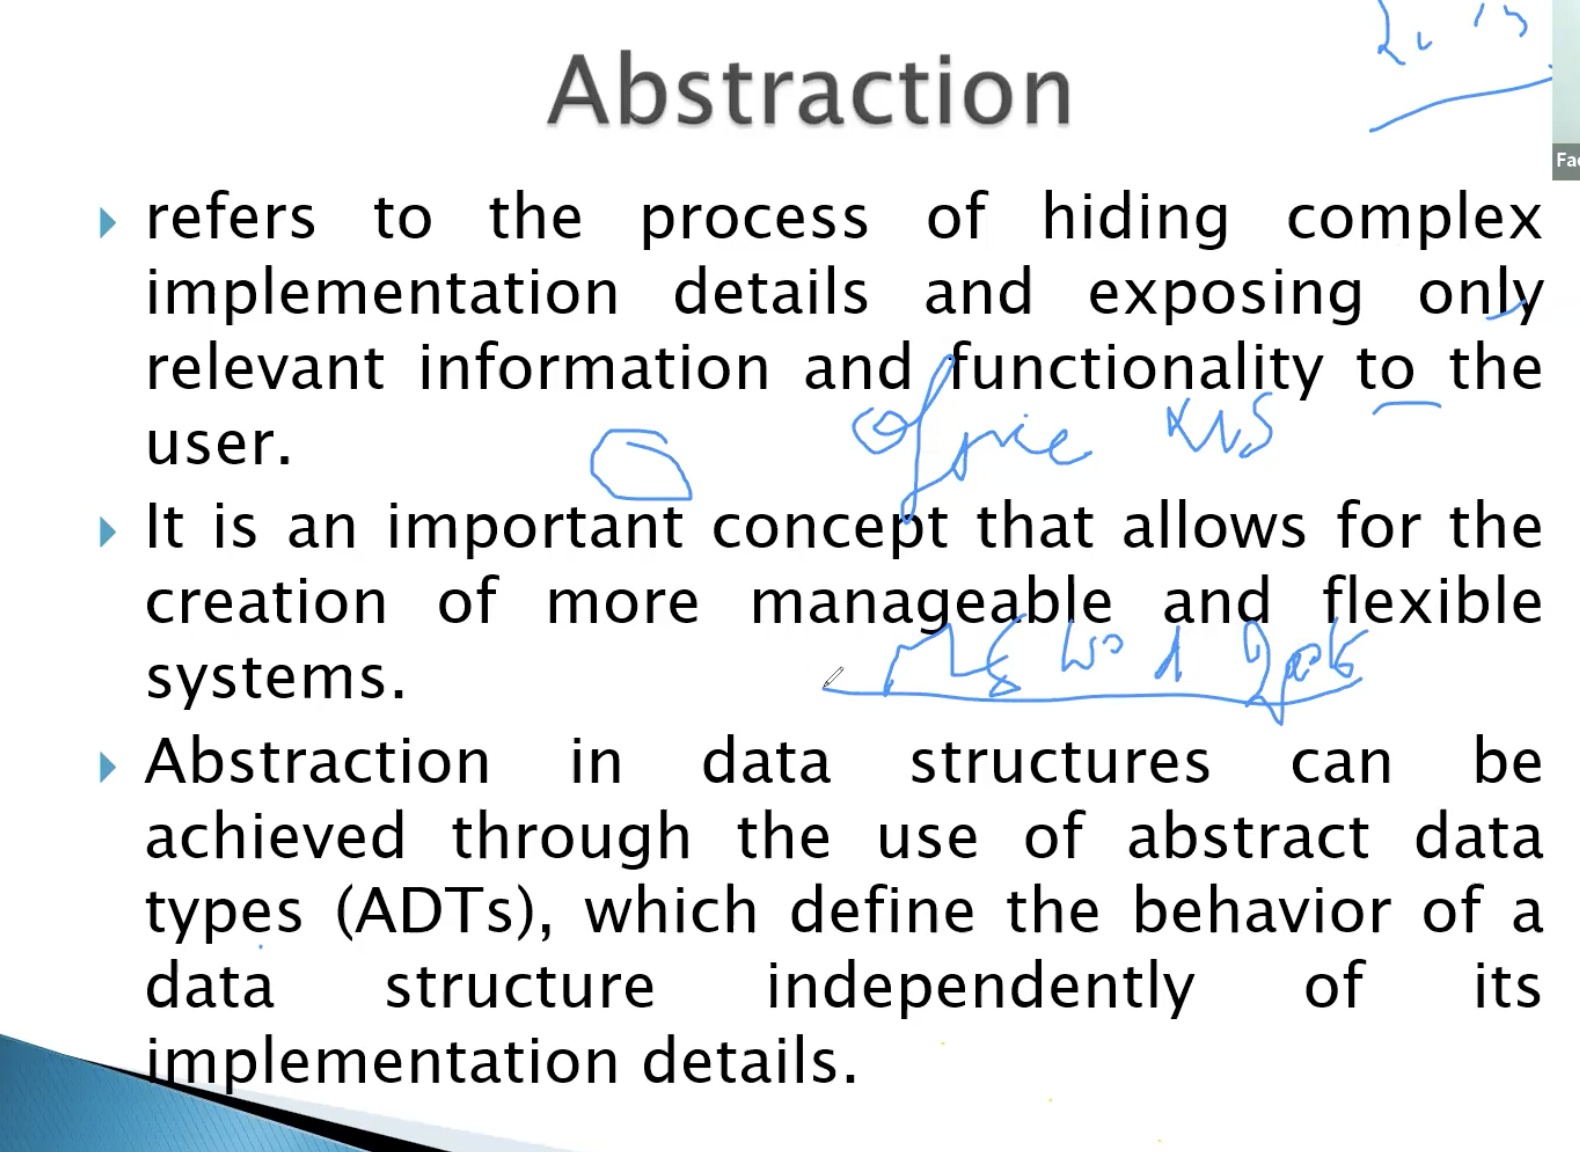 Abstraction
Fac
refers to the process of hiding complex
implementation details and exposing only
relevant information and functionality to the
user.
It is an important concept that allows for the
creation of more manageable and flexible
systems.
Abstraction in data structures can be
achieved through the use of abstract data
types (ADTs), which define the behavior of a
data structure independently of its
implementation details.